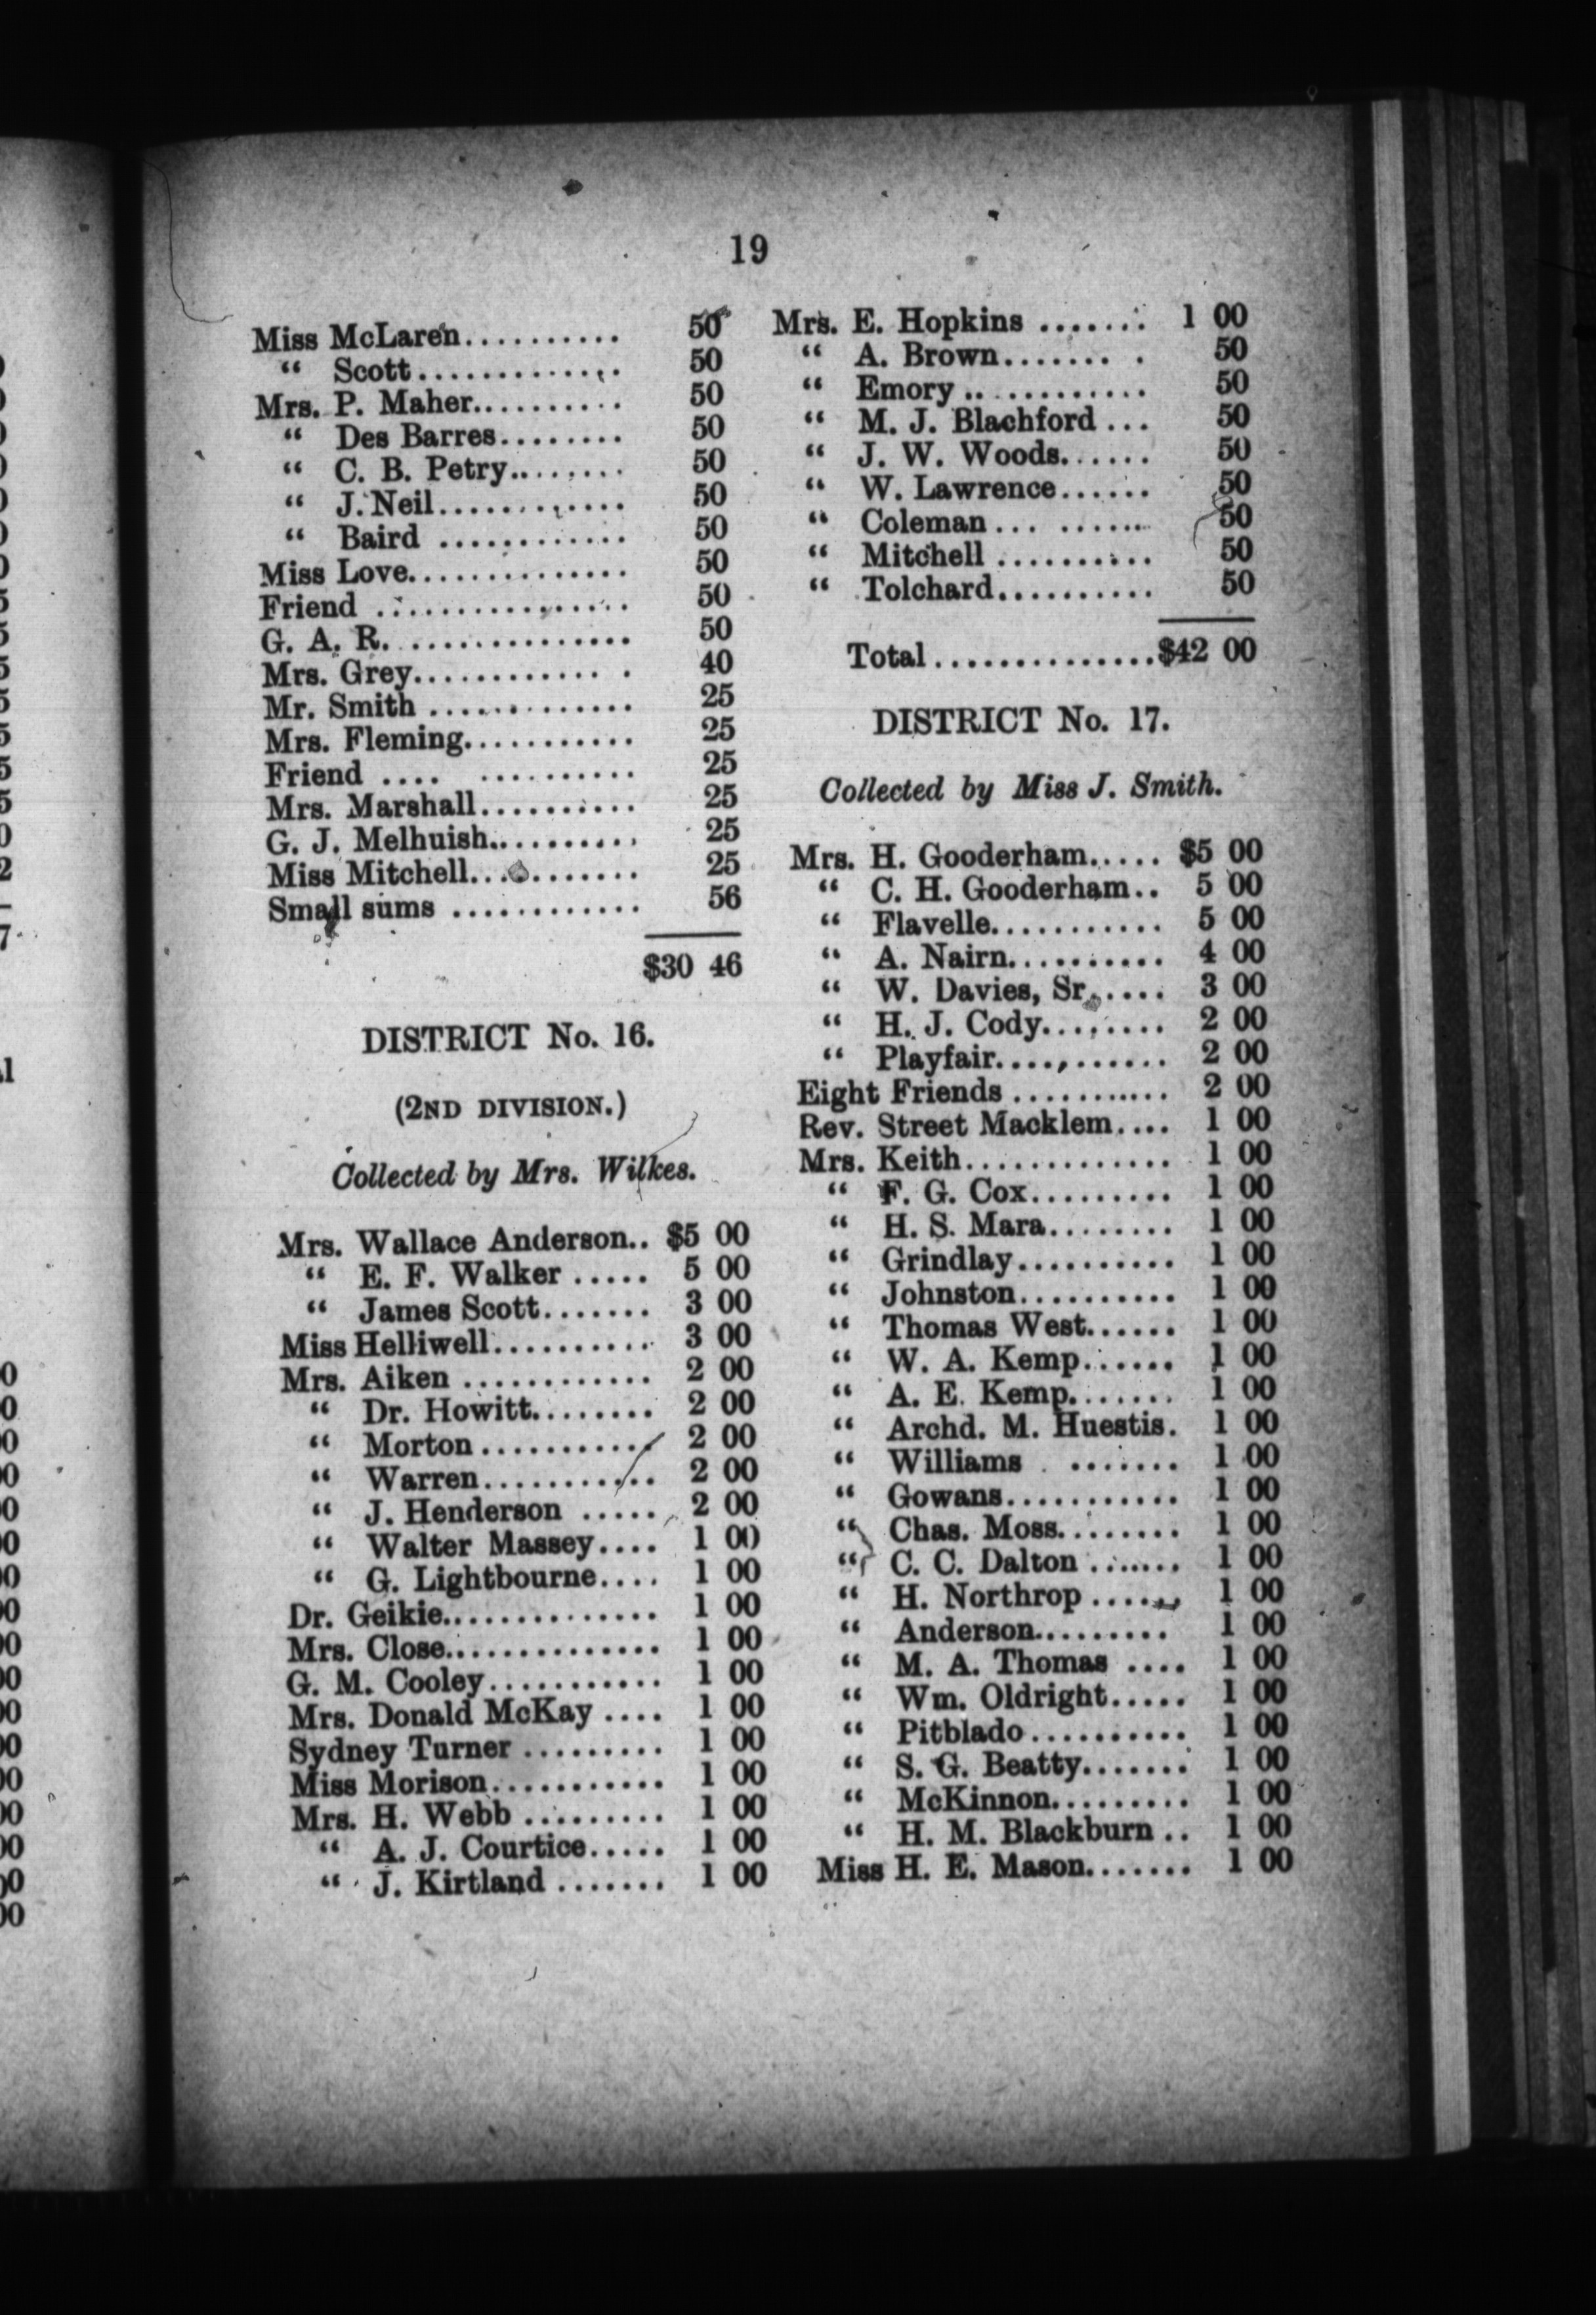 19
Miss McLaren.......... 50
“ Scott............. 50
Mrs. P. Maher.......... 50
“ Des Barres........ 50
“ C. B. Petry........ 50
“ J. Neil............ 50
“ Baird ............ 50
Miss Love.............. 50
Friend ................ 50
G. A. R. ............... 50
Mrs. Grey............. 40
Mr. Smith ............. 25
Mrs. Fleming........... 25
Friend .... .......... 25
Mrs. Marshall.......... 25
G. J. Melhuish.......... 25
Miss Mitchell........... 25
Small sums ............ 56
$30 46
DISTRICT No. 16.
(2ND DIVISION.)
Collected by Mrs. Wilkes.
Mrs. Wallace Anderson.. $5 00
“ E. F. Walker ..... 5 00
“ James Scott....... 3 00
Miss Helliwell.......... 3 00
Mrs. Aiken ............ 2 00
“ Dr. Howitt........ 2 00
“ Morton........... 2 00
“ Warren........... 2 00
“ J. Henderson ..... 2 00
“ Walter Massey.... 1 00
“ G. Lightbourne.... 1 00
Dr. Geikie.............. 1 00
Mrs. Close.............. 1 00
G. M. Cooley........... 1 00
Mrs. Donald McKay .... 1 00
Sydney Turner ......... 1 00
Miss Morison........... 1 00
Mrs. H. Webb ......... 1 00
“ A. J. Courtice..... 1 00
“ J. Kirtland ....... 1 00
Mrs. E. Hopkins ....... 1 00
“ A. Brown....... . 50
“ Emory .. .......... 50
“ M. J. Blachford ... 50
“ J. W. Woods...... 50
“ W. Lawrence...... 50
“ Coleman... ...... 50
“ Mitchell .......... 50
“ Tolchard.......... 50
Total..............$42 00
DISTRICT No. 17.
Collected by Miss J. Smith.
Mrs. H. Gooderham..... $5 00
“ C. H. Gooderham.. 5 00
“ Flavelle........... 5 00
“ A. Nairn.......... 4 00
“ W. Davies, Sr..... 3 00
“ H. J. Cody........ 2 00
“ Playfair........... 2 00
Eight Friends .......... 2 00
Rev. Street Macklem.... 1 00
Mrs. Keith............. 1 00
“ F. G. Cox......... 1 00
“ H. S. Mara........ 1 00
“ Grindlay.......... 1 00
“ Johnston.......... 1 00
“ Thomas West...... 1 00
“ W. A. Kemp...... 1 00
“ A. E. Kemp....... 1 00
“ Archd. M. Huestis. 1 00
“ Williams . ....... 1 00
“ Gowans........... 1 00
“ Chas. Moss........ 1 00
“ C. C. Dalton ....... 1 00
“ H. Northrop ...... 1 00
“ Anderson......... 1 00
“ M. A. Thomas .... 1 00
“ Wm. Oldright..... 1 00
“ Pitblado.......... 1 00
“ S. G. Beatty....... 1 00
“ McKinnon......... 1 00
“ H. M. Blackburn .. 1 00
Miss H. E. Mason....... 1 00